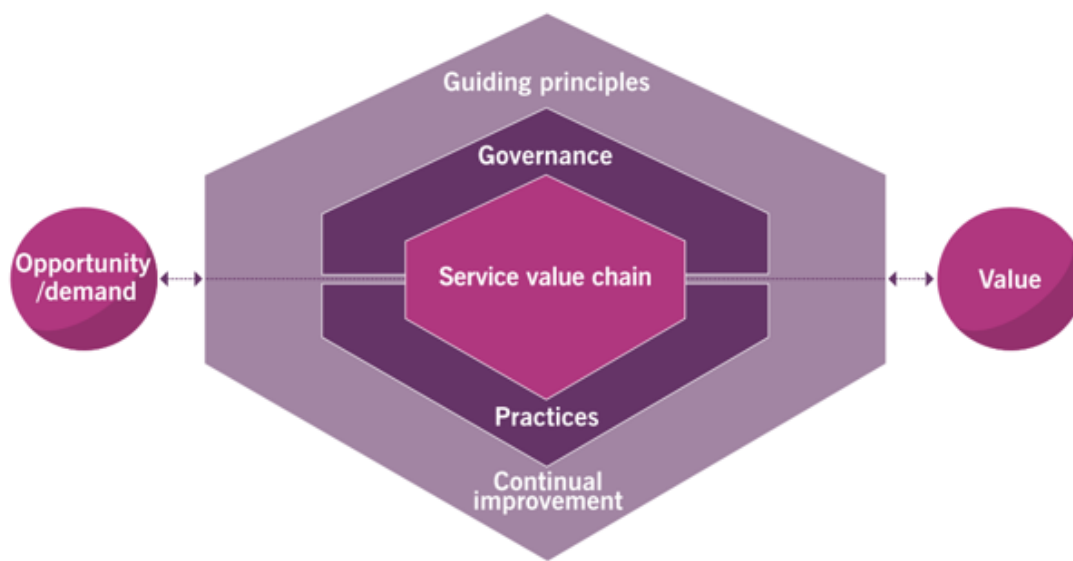 Guiding principles
Governance
Opportunity
/demand
Service value chain
Value
Practices
Continual
improvement